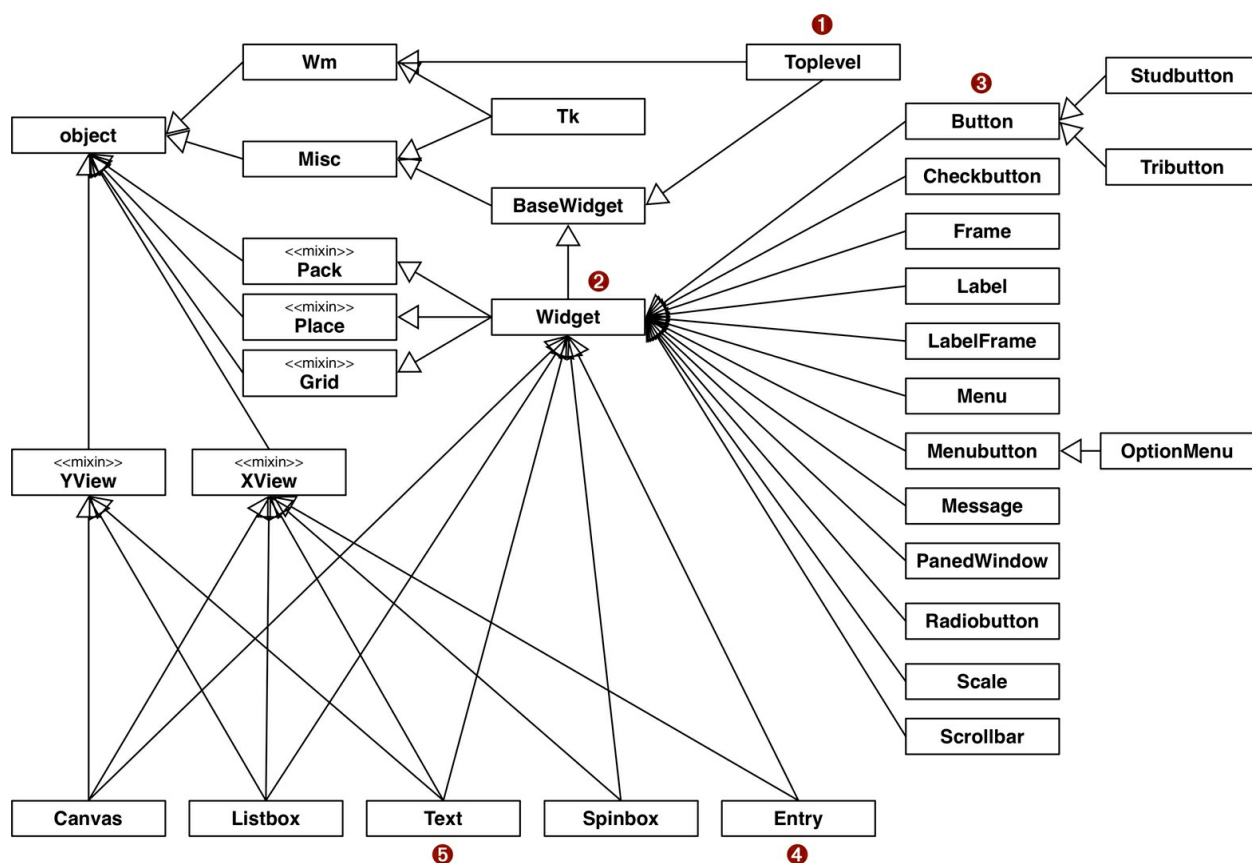 ❶
Wm
Toplevel
Studbutton
❸
Tk
object
Button
Misc
Tributton
Checkbutton
BaseWidget
Frame
<<mixin>>
Pack
❷
Label
<<mixin>>
Place
Widget
LabelFrame
<<mixin>>
Grid
Menu
<<mixin>>
YView
<<mixin>>
XView
Menubutton
OptionMenu
Message
PanedWindow
Radiobutton
Scale
Scrollbar
Canvas
Listbox
Text
Spinbox
Entry
❺
❹